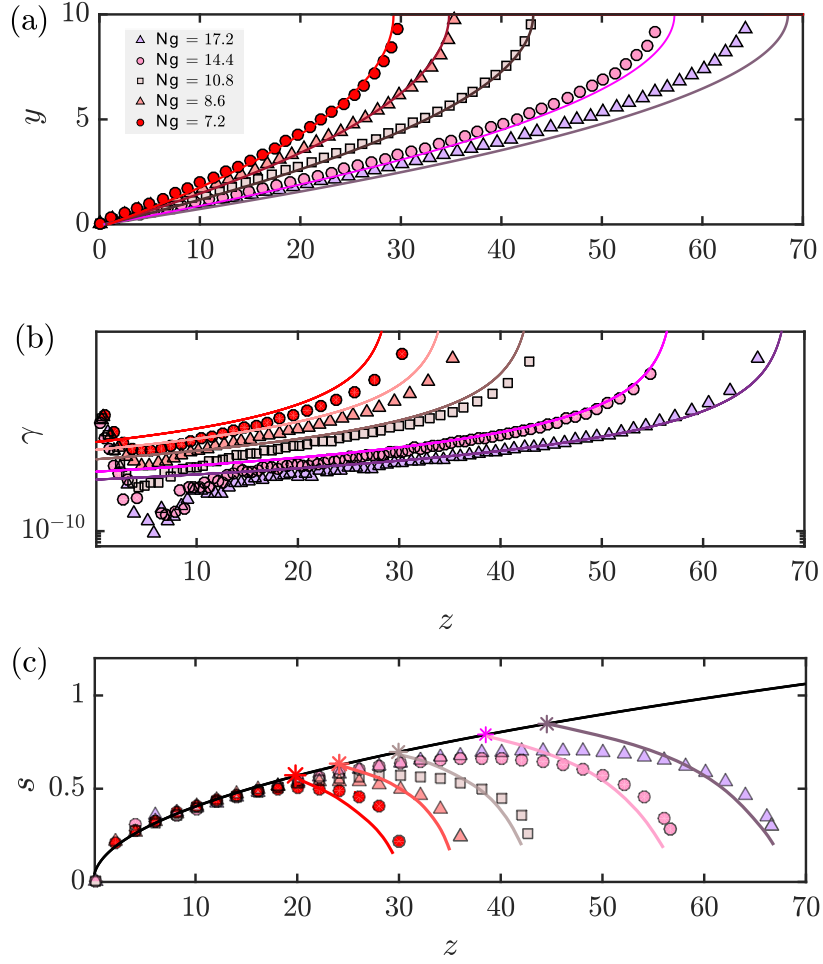 (a)
10
5
0
y
Ng = 17.2
Ng = 14.4
Ng = 10.8
Ng = 8.6
Ng = 7.2
0 10 20 30 40 50 60 70
z
(b)
γ
10⁻¹⁰
10 20 30 40 50 60 70
z
(c)
1
0.5
0
s
0 10 20 30 40 50 60 70
z